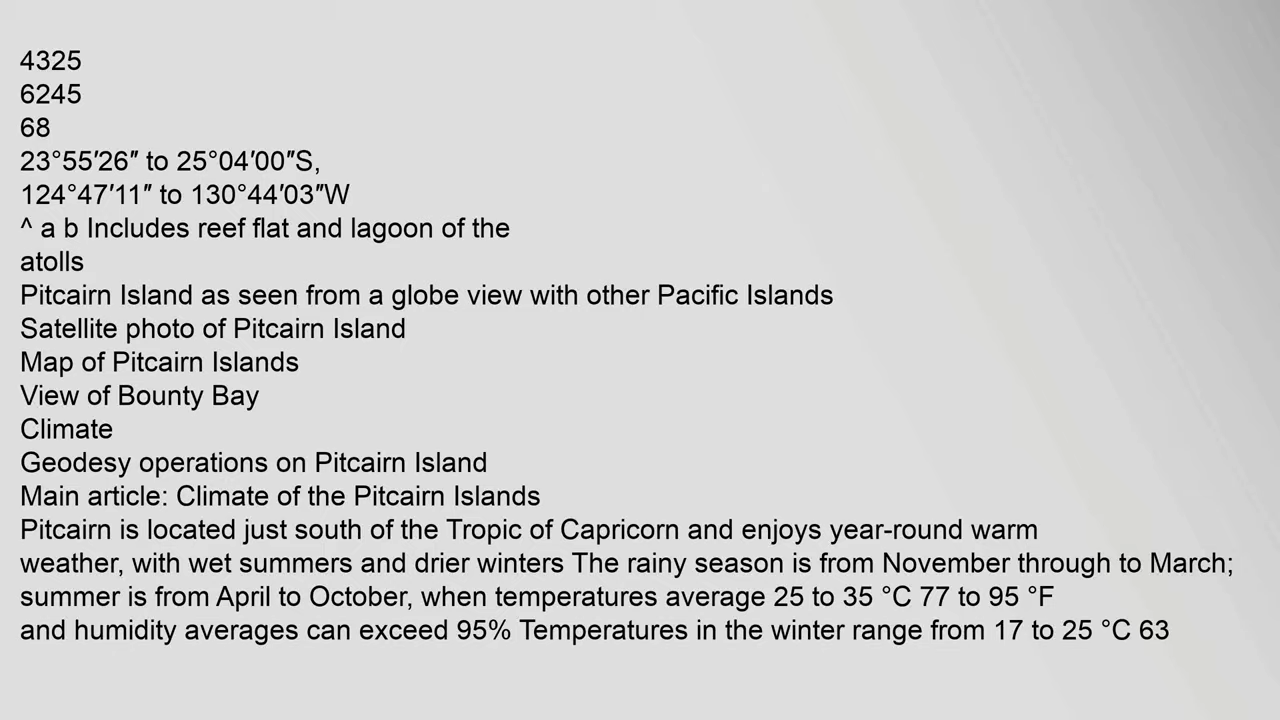 4325
6245
68
23°55′26″ to 25°04′00″S,
124°47′11″ to 130°44′03″W
^ a b Includes reef flat and lagoon of the
atolls
Pitcairn Island as seen from a globe view with other Pacific Islands
Satellite photo of Pitcairn Island
Map of Pitcairn Islands
View of Bounty Bay
Climate
Geodesy operations on Pitcairn Island
Main article: Climate of the Pitcairn Islands
Pitcairn is located just south of the Tropic of Capricorn and enjoys year-round warm
weather, with wet summers and drier winters The rainy season is from November through to March;
summer is from April to October, when temperatures average 25 to 35 °C 77 to 95 °F
and humidity averages can exceed 95% Temperatures in the winter range from 17 to 25 °C 63